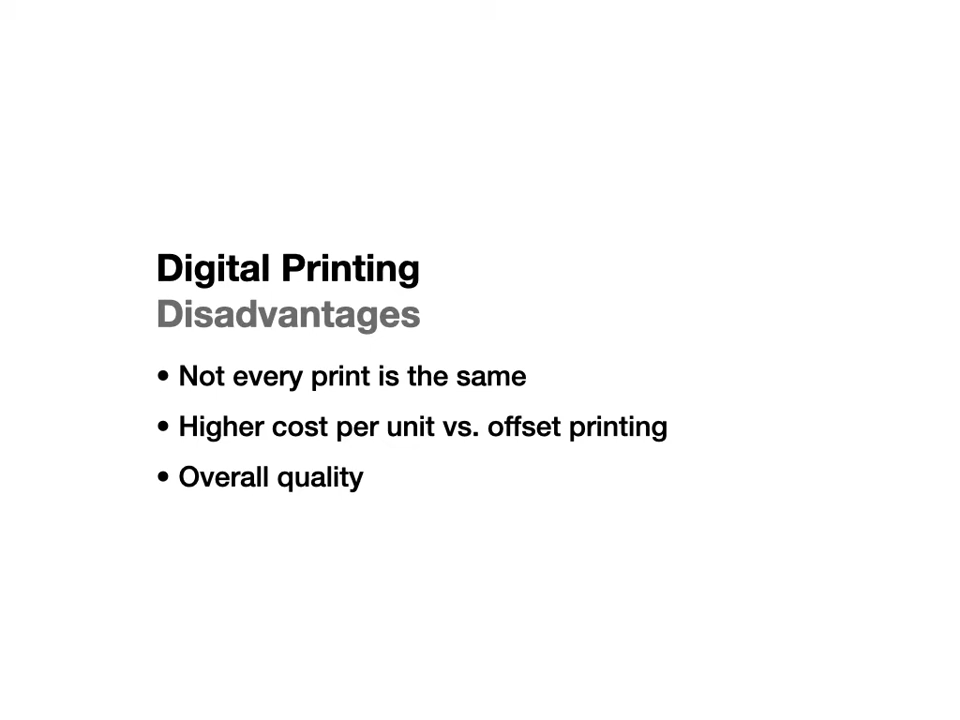 Digital Printing
Disadvantages
• Not every print is the same
• Higher cost per unit vs. offset printing
• Overall quality